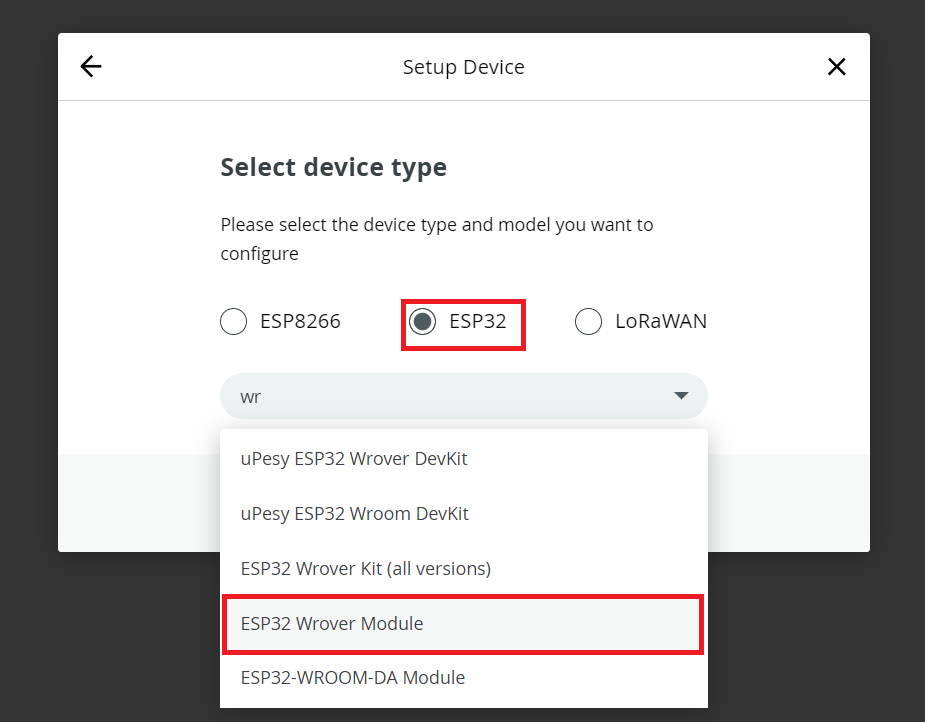 Setup Device
Select device type
Please select the device type and model you want to
configure
ESP8266
ESP32
LoRaWAN
wr
uPesy ESP32 Wrover DevKit
uPesy ESP32 Wroom DevKit
ESP32 Wrover Kit (all versions)
ESP32 Wrover Module
ESP32-WROOM-DA Module